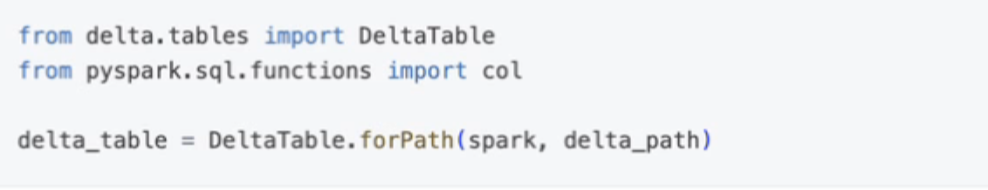 from delta.tables import DeltaTable
from pyspark.sql.functions import col
delta_table = DeltaTable.forPath(spark, delta_path)